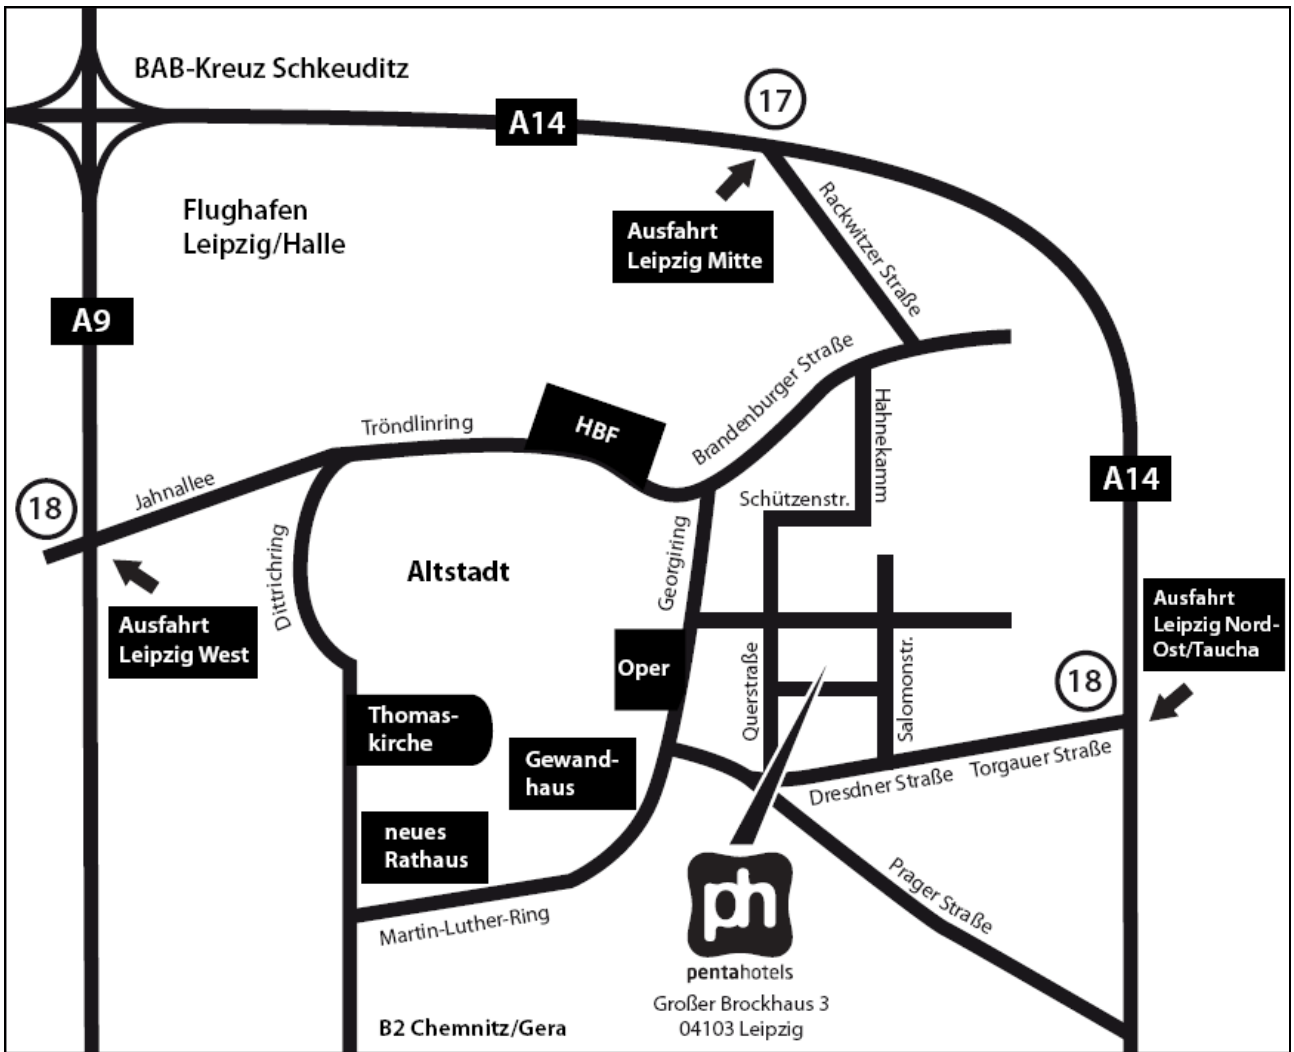 BAB-Kreuz Schkeuditz
17
A14
Flughafen
Leipzig/Halle
Ausfahrt
Leipzig Mitte
Rackwitzer Straße
A9
Brandenburger Straße
HBF
Tröndlinring
Hahnekamm
Jahnallee
18
A14
Schützenstr.
Dittrichring
Altstadt
Georgiring
Ausfahrt
Leipzig West
Ausfahrt
Leipzig Nord-
Ost/Taucha
Oper
Querstraße
Salomonstr.
18
Thomas-
kirche
Gewand-
haus
Dresdner Straße
Torgauer Straße
neues
Rathaus
Prager Straße
Martin-Luther-Ring
ph
pentahotels
Großer Brockhaus 3
04103 Leipzig
B2 Chemnitz/Gera